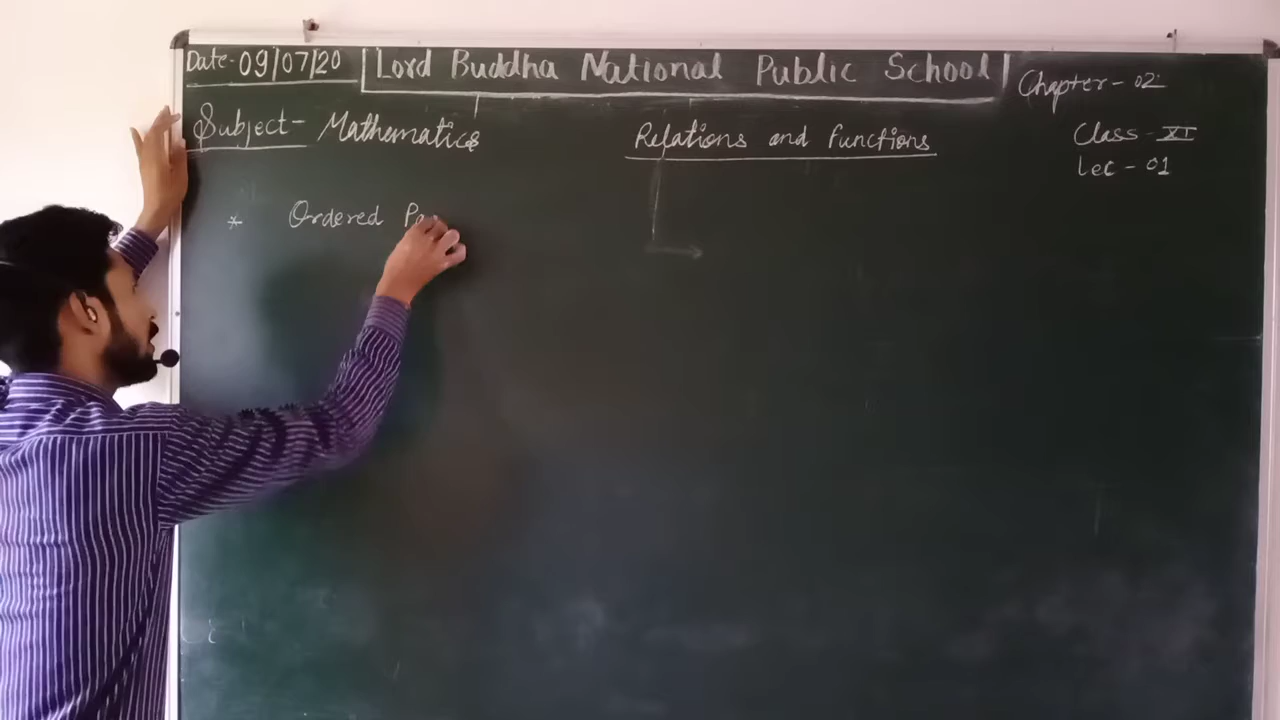 Date-09/07/20
Lord Buddha National Public School
Chapter-02
Subject- Mathematics
Relations and Functions
Class-XI
Lec-01
* Ordered Pa